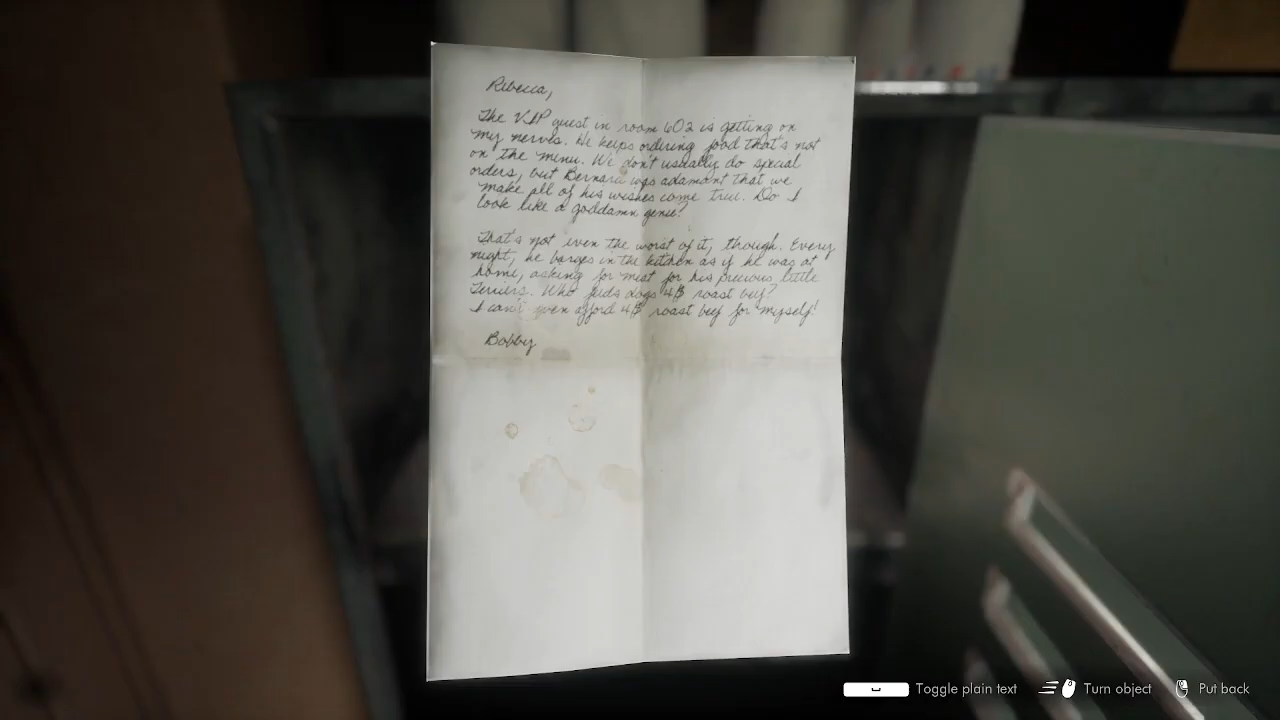 Rebecca,
The V.I.P guest in room 602 is getting on
my nerves. He keeps ordering food that's not
on the menu. We don't usually do special
orders, but Bernard was adamant that we
make all of his wishes come true. Do I
look like a goddamn genie?
That's not even the worst of it, though. Every
night, he barges in the kitchen as if he was at
home, asking for meat for his precious little
Terriers. Who feeds dogs 4$ roast beef?
I can't even afford 4$ roast beef for myself!
Bobby
Toggle plain text
Turn object
Put back